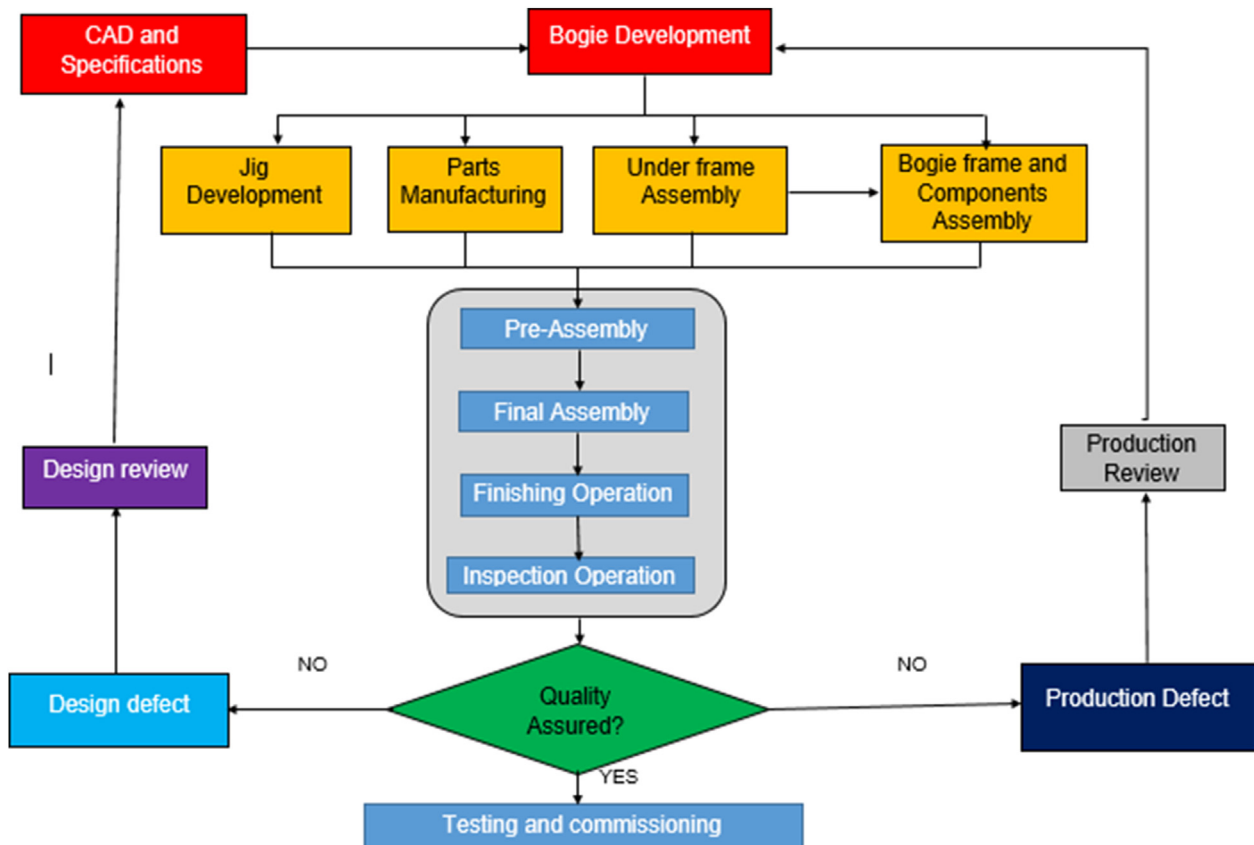 CAD and
Specifications
Bogie Development
Jig
Development
Parts
Manufacturing
Under frame
Assembly
Bogie frame and
Components
Assembly
Pre-Assembly
Final Assembly
Design review
Production
Review
Finishing Operation
Inspection Operation
NO
NO
Design defect
Quality
Assured?
Production Defect
YES
Testing and commissioning